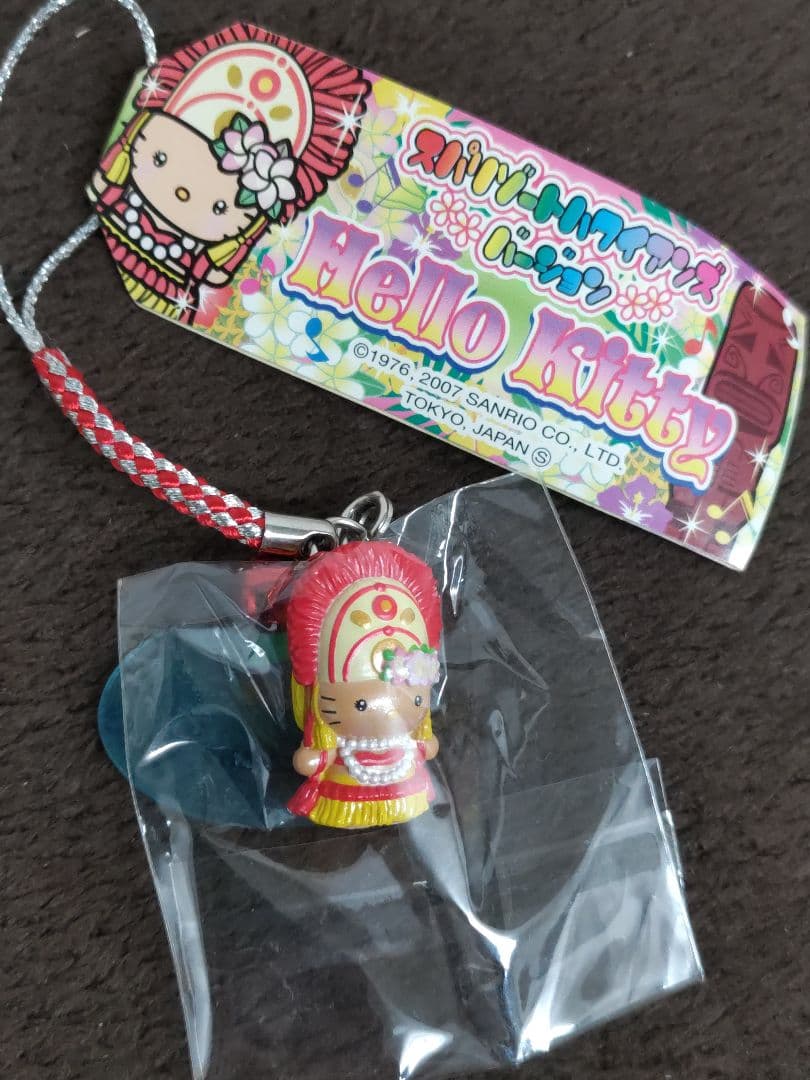 スパリゾートハワイアンズ
バージョン
Hello Kitty
©1976, 2007 SANRIO CO., LTD.
TOKYO, JAPAN Ⓢ